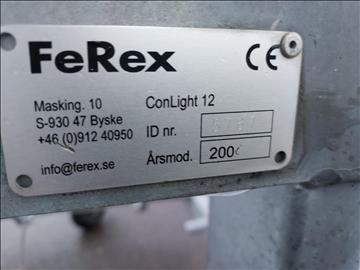 FeRex CE
Masking. 10 ConLight 12
S-930 47 Byske
+46 (0)912 40950 ID nr.
Årsmod. 200
info@ferex.se